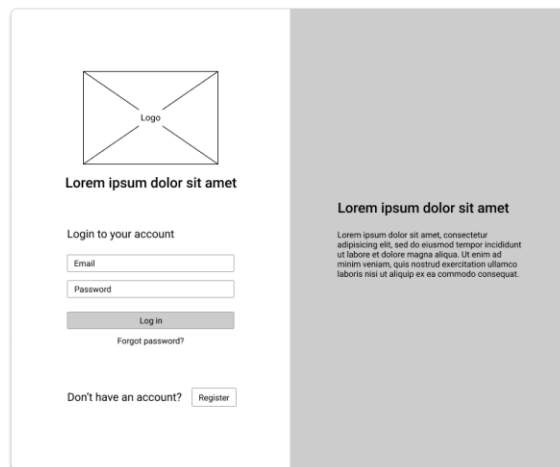 Logo
Lorem ipsum dolor sit amet
Login to your account
Email
Password
Log in
Forgot password?
Don't have an account?
Register
Lorem ipsum dolor sit amet
Lorem ipsum dolor sit amet, consectetur
adipisicing elit, sed do eiusmod tempor incididunt
ut labore et dolore magna aliqua. Ut enim ad
minim veniam, quis nostrud exercitation ullamco
laboris nisi ut aliquip ex ea commodo consequat.